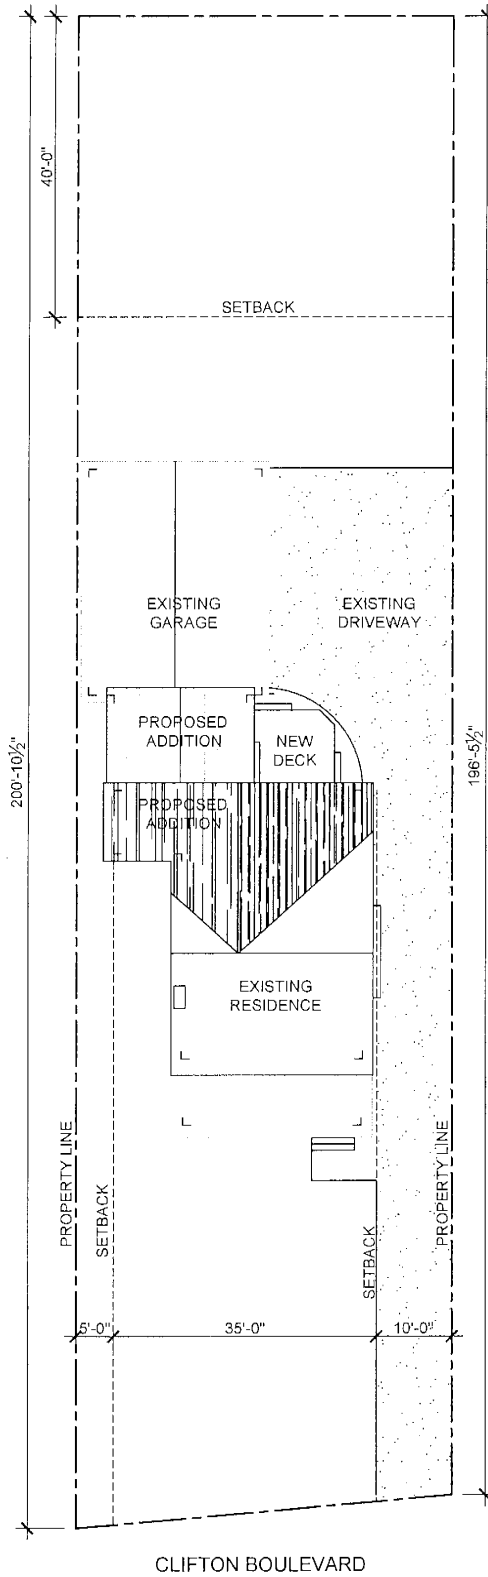 40'-0"
SETBACK
EXISTING
GARAGE
EXISTING
DRIVEWAY
PROPOSED
ADDITION
NEW
DECK
200'-10½"
196'-5½"
PROPOSED
ADDITION
EXISTING
RESIDENCE
PROPERTY LINE
SETBACK
SETBACK
PROPERTY LINE
5'-0"
35'-0"
10'-0"
CLIFTON BOULEVARD